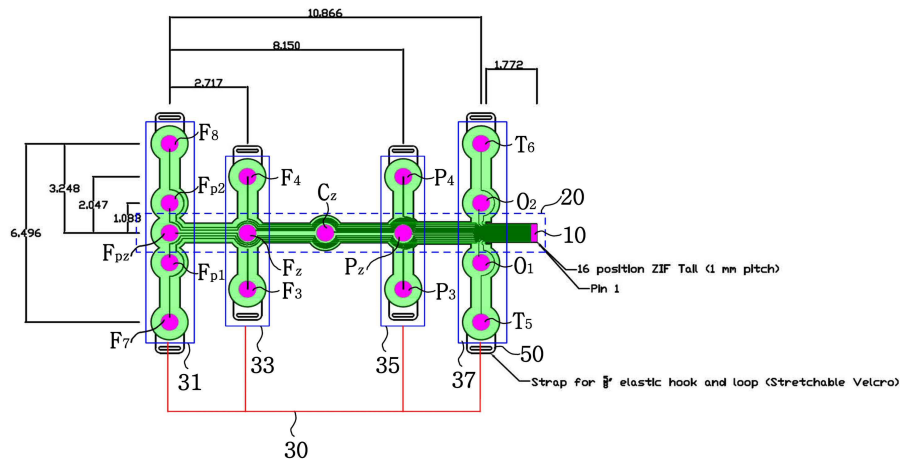 10.866
8.150
2.717
1.772
F8
T6
Fp2
F4
P4
O2
20
3.248
2.047
1.088
Cz
10
6.496
Fpz
Fz
Pz
16 position ZIF Tail (1 mm pitch)
Fp1
O1
Pin 1
F3
P3
F7
T5
31
33
35
37
50
Strap for elastic hook and loop (Stretchable Velcro)
30